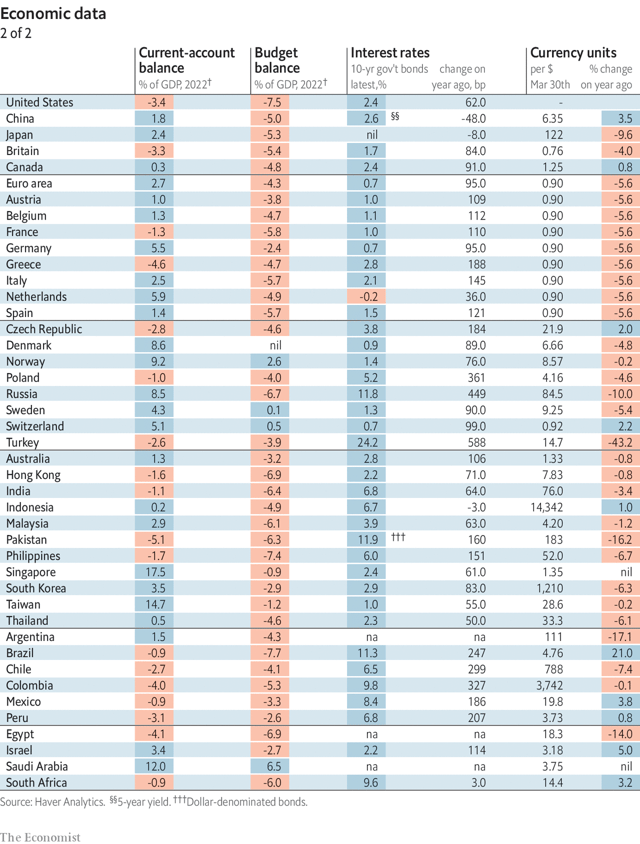 Economic data
2 of 2
Current-account Budget Interest rates Currency units
balance balance 10-yr gov't bonds change on per $ % change
% of GDP, 2022† % of GDP, 2022† latest,% year ago, bp Mar 30th on year ago
United States -3.4 -7.5 2.4 62.0 -
China 1.8 -5.0 2.6 §§ -48.0 6.35 3.5
Japan 2.4 -5.3 nil -8.0 122 -9.6
Britain -3.3 -5.4 1.7 84.0 0.76 -4.0
Canada 0.3 -4.8 2.4 91.0 1.25 0.8
Euro area 2.7 -4.3 0.7 95.0 0.90 -5.6
Austria 1.0 -3.8 1.0 109 0.90 -5.6
Belgium 1.3 -4.7 1.1 112 0.90 -5.6
France -1.3 -5.8 1.0 110 0.90 -5.6
Germany 5.5 -2.4 0.7 95.0 0.90 -5.6
Greece -4.6 -4.7 2.8 188 0.90 -5.6
Italy 2.5 -5.7 2.1 145 0.90 -5.6
Netherlands 5.9 -4.9 -0.2 36.0 0.90 -5.6
Spain 1.4 -5.7 1.5 121 0.90 -5.6
Czech Republic -2.8 -4.6 3.8 184 21.9 2.0
Denmark 8.6 nil 0.9 89.0 6.66 -4.8
Norway 9.2 2.6 1.4 76.0 8.57 -0.2
Poland -1.0 -4.0 5.2 361 4.16 -4.6
Russia 8.5 -6.7 11.8 449 84.5 -10.0
Sweden 4.3 0.1 1.3 90.0 9.25 -5.4
Switzerland 5.1 0.5 0.7 99.0 0.92 2.2
Turkey -2.6 -3.9 24.2 588 14.7 -43.2
Australia 1.3 -3.2 2.8 106 1.33 -0.8
Hong Kong -1.6 -6.9 2.2 71.0 7.83 -0.8
India -1.1 -6.4 6.8 64.0 76.0 -3.4
Indonesia 0.2 -4.9 6.7 -3.0 14,342 1.0
Malaysia 2.9 -6.1 3.9 63.0 4.20 -1.2
Pakistan -5.1 -6.3 11.9 ††† 160 183 -16.2
Philippines -1.7 -7.4 6.0 151 52.0 -6.7
Singapore 17.5 -0.9 2.4 61.0 1.35 nil
South Korea 3.5 -2.9 2.9 83.0 1,210 -6.3
Taiwan 14.7 -1.2 1.0 55.0 28.6 -0.2
Thailand 0.5 -4.6 2.3 50.0 33.3 -6.1
Argentina 1.5 -4.3 na na 111 -17.1
Brazil -0.9 -7.7 11.3 247 4.76 21.0
Chile -2.7 -4.1 6.5 299 788 -7.4
Colombia -4.0 -5.3 9.8 327 3,742 -0.1
Mexico -0.9 -3.3 8.4 186 19.8 3.8
Peru -3.1 -2.6 6.8 207 3.73 0.8
Egypt -4.1 -6.9 na na 18.3 -14.0
Israel 3.4 -2.7 2.2 114 3.18 5.0
Saudi Arabia 12.0 6.5 na na 3.75 nil
South Africa -0.9 -6.0 9.6 3.0 14.4 3.2
Source: Haver Analytics. §§5-year yield. †††Dollar-denominated bonds.
The Economist